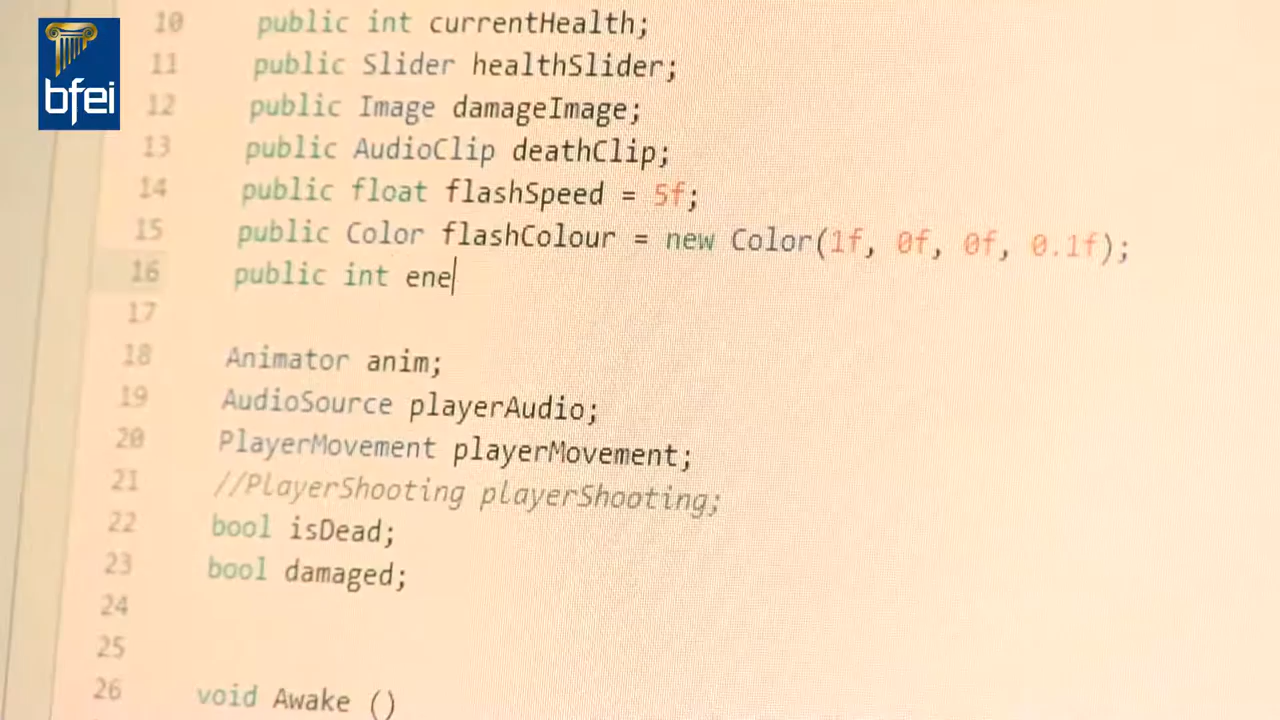 bfei
10 public int currentHealth;
11 public Slider healthSlider;
12 public Image damageImage;
13 public AudioClip deathClip;
14 public float flashSpeed = 5f;
15 public Color flashColour = new Color(1f, 0f, 0f, 0.1f);
16 public int ene
17
18 Animator anim;
19 AudioSource playerAudio;
20 PlayerMovement playerMovement;
21 //PlayerShooting playerShooting;
22 bool isDead;
23 bool damaged;
24
25
26 void Awake ()